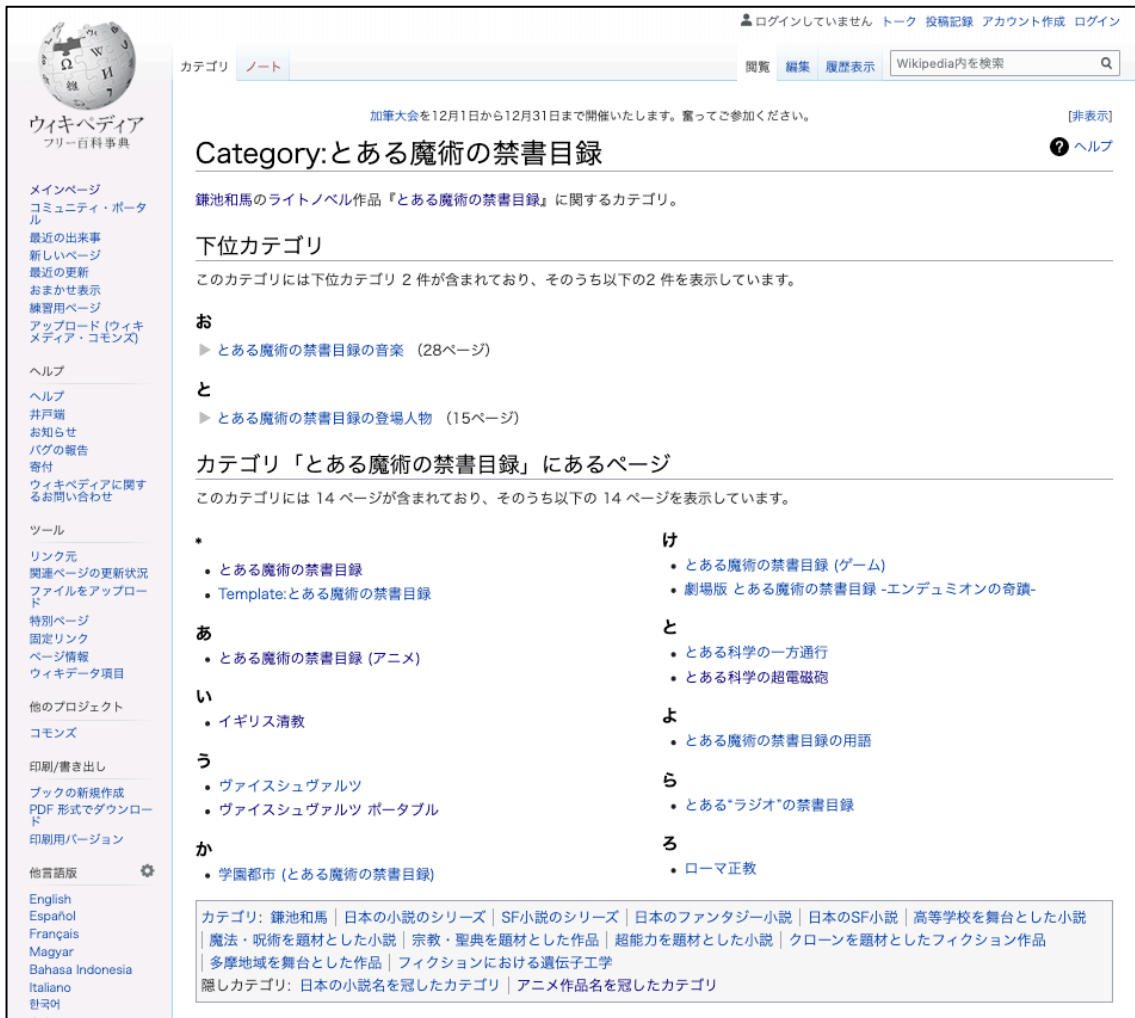 ログインしていません トーク 投稿記録 アカウント作成 ログイン
カテゴリ ノート 閲覧 編集 履歴表示 Wikipedia内を検索
ウィキペディア
フリー百科事典
メインページ
コミュニティ・ポータ
ル
最近の出来事
新しいページ
最近の更新
おまかせ表示
練習用ページ
アップロード (ウィキ
メディア・コモンズ)
ヘルプ
ヘルプ
井戸端
お知らせ
バグの報告
寄付
ウィキペディアに関す
るお問い合わせ
ツール
リンク元
関連ページの更新状況
ファイルをアップロー
ド
特別ページ
固定リンク
ページ情報
ウィキデータ項目
他のプロジェクト
コモンズ
印刷/書き出し
ブックの新規作成
PDF 形式でダウンロー
ド
印刷用バージョン
他言語版
English
Español
Français
Magyar
Bahasa Indonesia
Italiano
한국어
加筆大会を12月1日から12月31日まで開催いたします。奮ってご参加ください。 [非表示]
Category:とある魔術の禁書目録
ヘルプ
鎌池和馬のライトノベル作品『とある魔術の禁書目録』に関するカテゴリ。
下位カテゴリ
このカテゴリには下位カテゴリ 2 件が含まれており、そのうち以下の2 件を表示しています。
お
とある魔術の禁書目録の音楽 (28ページ)
と
とある魔術の禁書目録の登場人物 (15ページ)
カテゴリ「とある魔術の禁書目録」にあるページ
このカテゴリには 14 ページが含まれており、そのうち以下の 14 ページを表示しています。
*
とある魔術の禁書目録
Template:とある魔術の禁書目録
あ
とある魔術の禁書目録 (アニメ)
い
イギリス清教
う
ヴァイスシュヴァルツ
ヴァイスシュヴァルツ ポータブル
か
学園都市 (とある魔術の禁書目録)
け
とある魔術の禁書目録 (ゲーム)
劇場版 とある魔術の禁書目録 -エンデュミオンの奇蹟-
と
とある科学の一方通行
とある科学の超電磁砲
よ
とある魔術の禁書目録の用語
ら
とある“ラジオ”の禁書目録
ろ
ローマ正教
カテゴリ: 鎌池和馬 | 日本の小説のシリーズ | SF小説のシリーズ | 日本のファンタジー小説 | 日本のSF小説 | 高等学校を舞台とした小説
| 魔法・呪術を題材とした小説 | 宗教・聖典を題材とした作品 | 超能力を題材とした小説 | クローンを題材としたフィクション作品
| 多摩地域を舞台とした作品 | フィクションにおける遺伝子工学
隠しカテゴリ: 日本の小説名を冠したカテゴリ | アニメ作品名を冠したカテゴリ